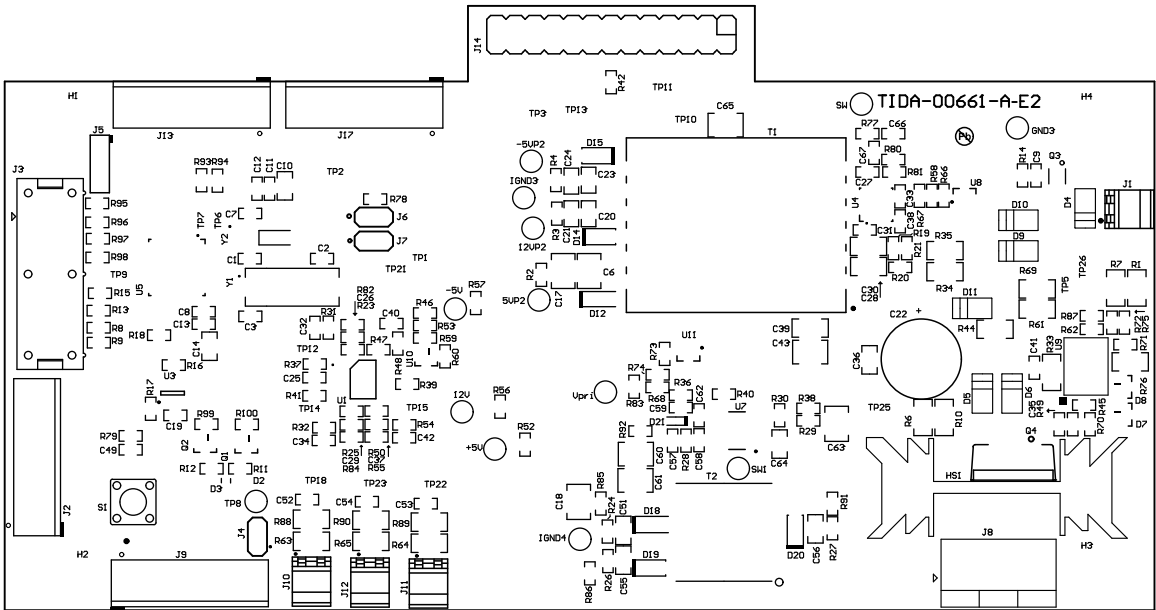 J14
R42
TP11
TP3
TP13
H1
J13
J17
TP10
C65
SW
TIDA-00661-A-E2
H4
J5
T1
R77
C66
Pb
GND3
J3
R93
R94
C12
C11
C10
TP2
-5VP2
R4
C24
D15
C23
C67
R80
R14
C9
Q3
C27
R81
R58
R66
U8
D4
J1
IGND3
R95
R96
R97
R98
TP7
TP6
C7
Y2
R78
J6
J7
R3
C21
C20
D14
I2VP2
U4
C33
C38
R67
C31
R19
R21
D10
D9
TP9
U5
C1
C2
Y1
TP1
TP21
R2
C17
C6
R20
R35
R34
C30
C28
R69
TP5
TP26
R7
R1
R15
R13
R8
R9
C8
C13
C3
R82
C26
R23
R31
C32
C40
R46
-5V
R57
5VP2
D12
D11
C22
+
R44
R61
R87
R62
R72
R75
R18
C14
TP12
R47
R48
U10
R53
R59
R60
C39
C43
U11
R73
C36
C41
R33
U9
R71
R16
U3
R37
C25
R41
R39
R74
R83
R36
R68
C59
C62
R40
U7
Vpri
R76
R17
C19
TP14
U1
TP15
I2V
R56
D21
R30
R38
R29
TP25
D5
D6
C35
R49
R45
D8
R79
C49
R99
R100
Q2
Q1
R32
C34
R54
C42
+5V
R52
R92
C60
C57
R28
C58
C64
C63
R6
R10
Q4
R70
D7
R12
R11
R25
C29
R84
R50
C37
R55
C61
T2
SW1
HS1
D3
D2
TP18
TP23
TP22
C52
C54
C53
C18
R85
S1
J2
TP8
J4
R88
R90
R89
R24
C51
D18
R91
R63
R65
R64
IGND4
D20
C56
R27
J8
H3
H2
J9
J10
J12
J11
R86
R26
C55
D19